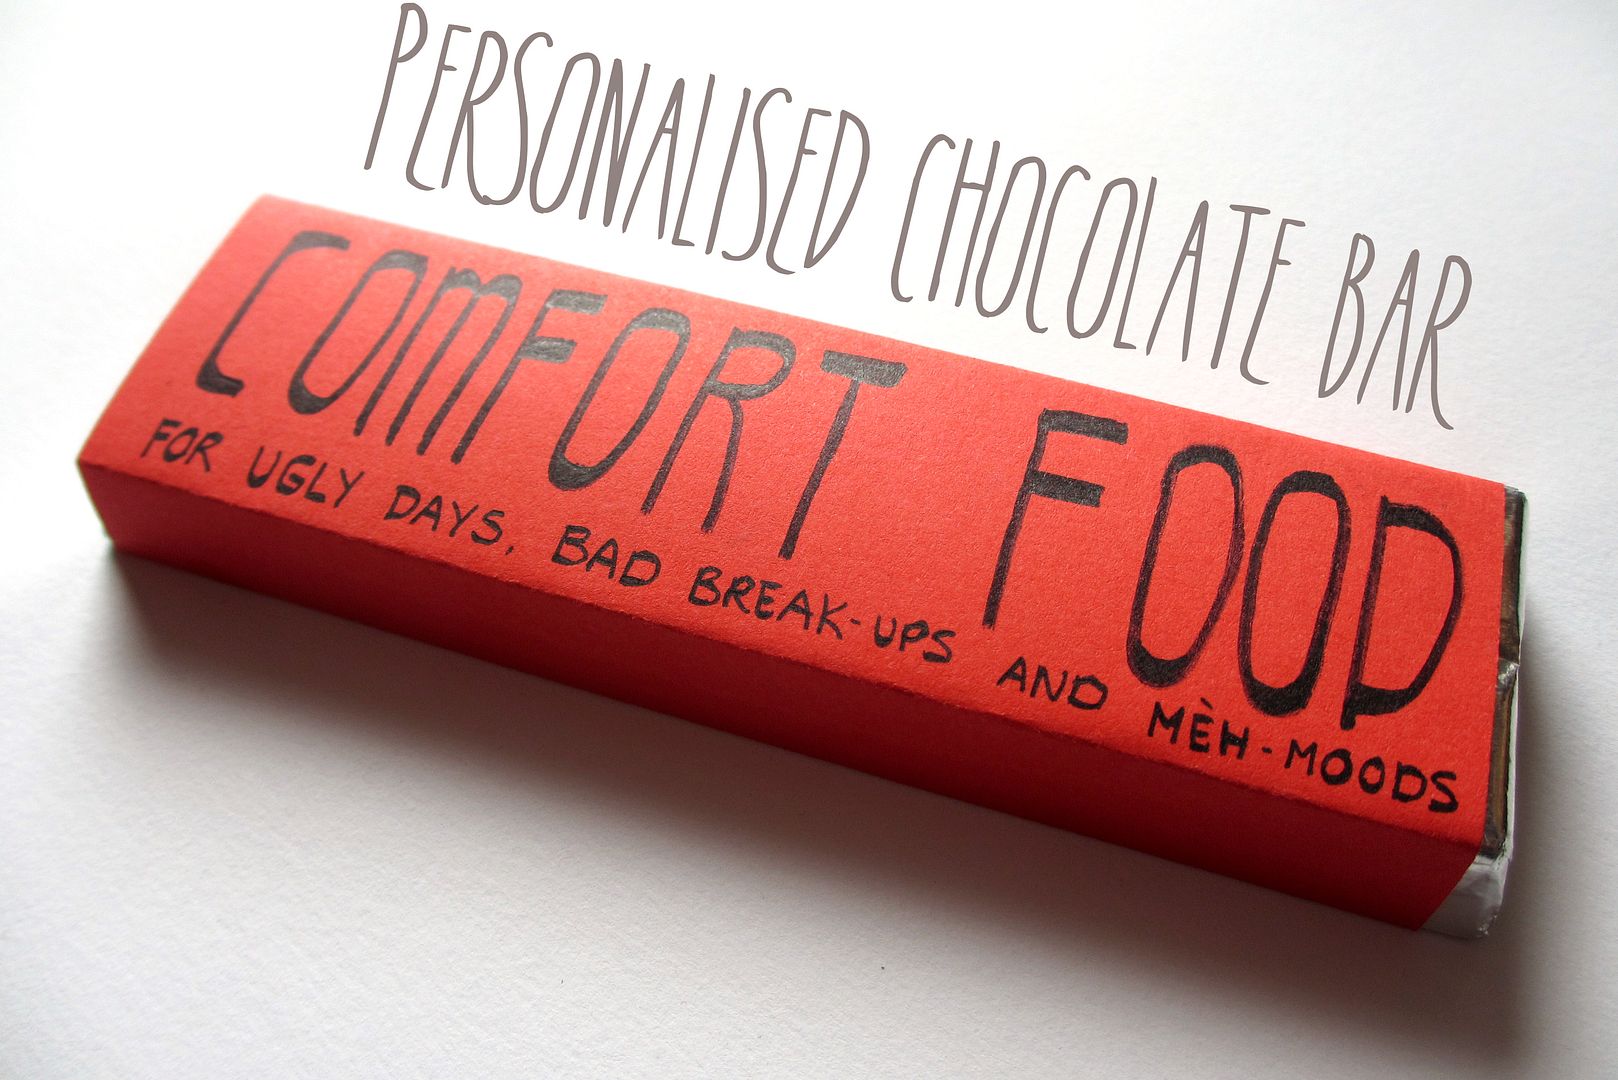 PERSONALISED CHOCOLATE BAR
COMFORT FOOD
FOR UGLY DAYS, BAD BREAK-UPS AND MÈH-MOODS